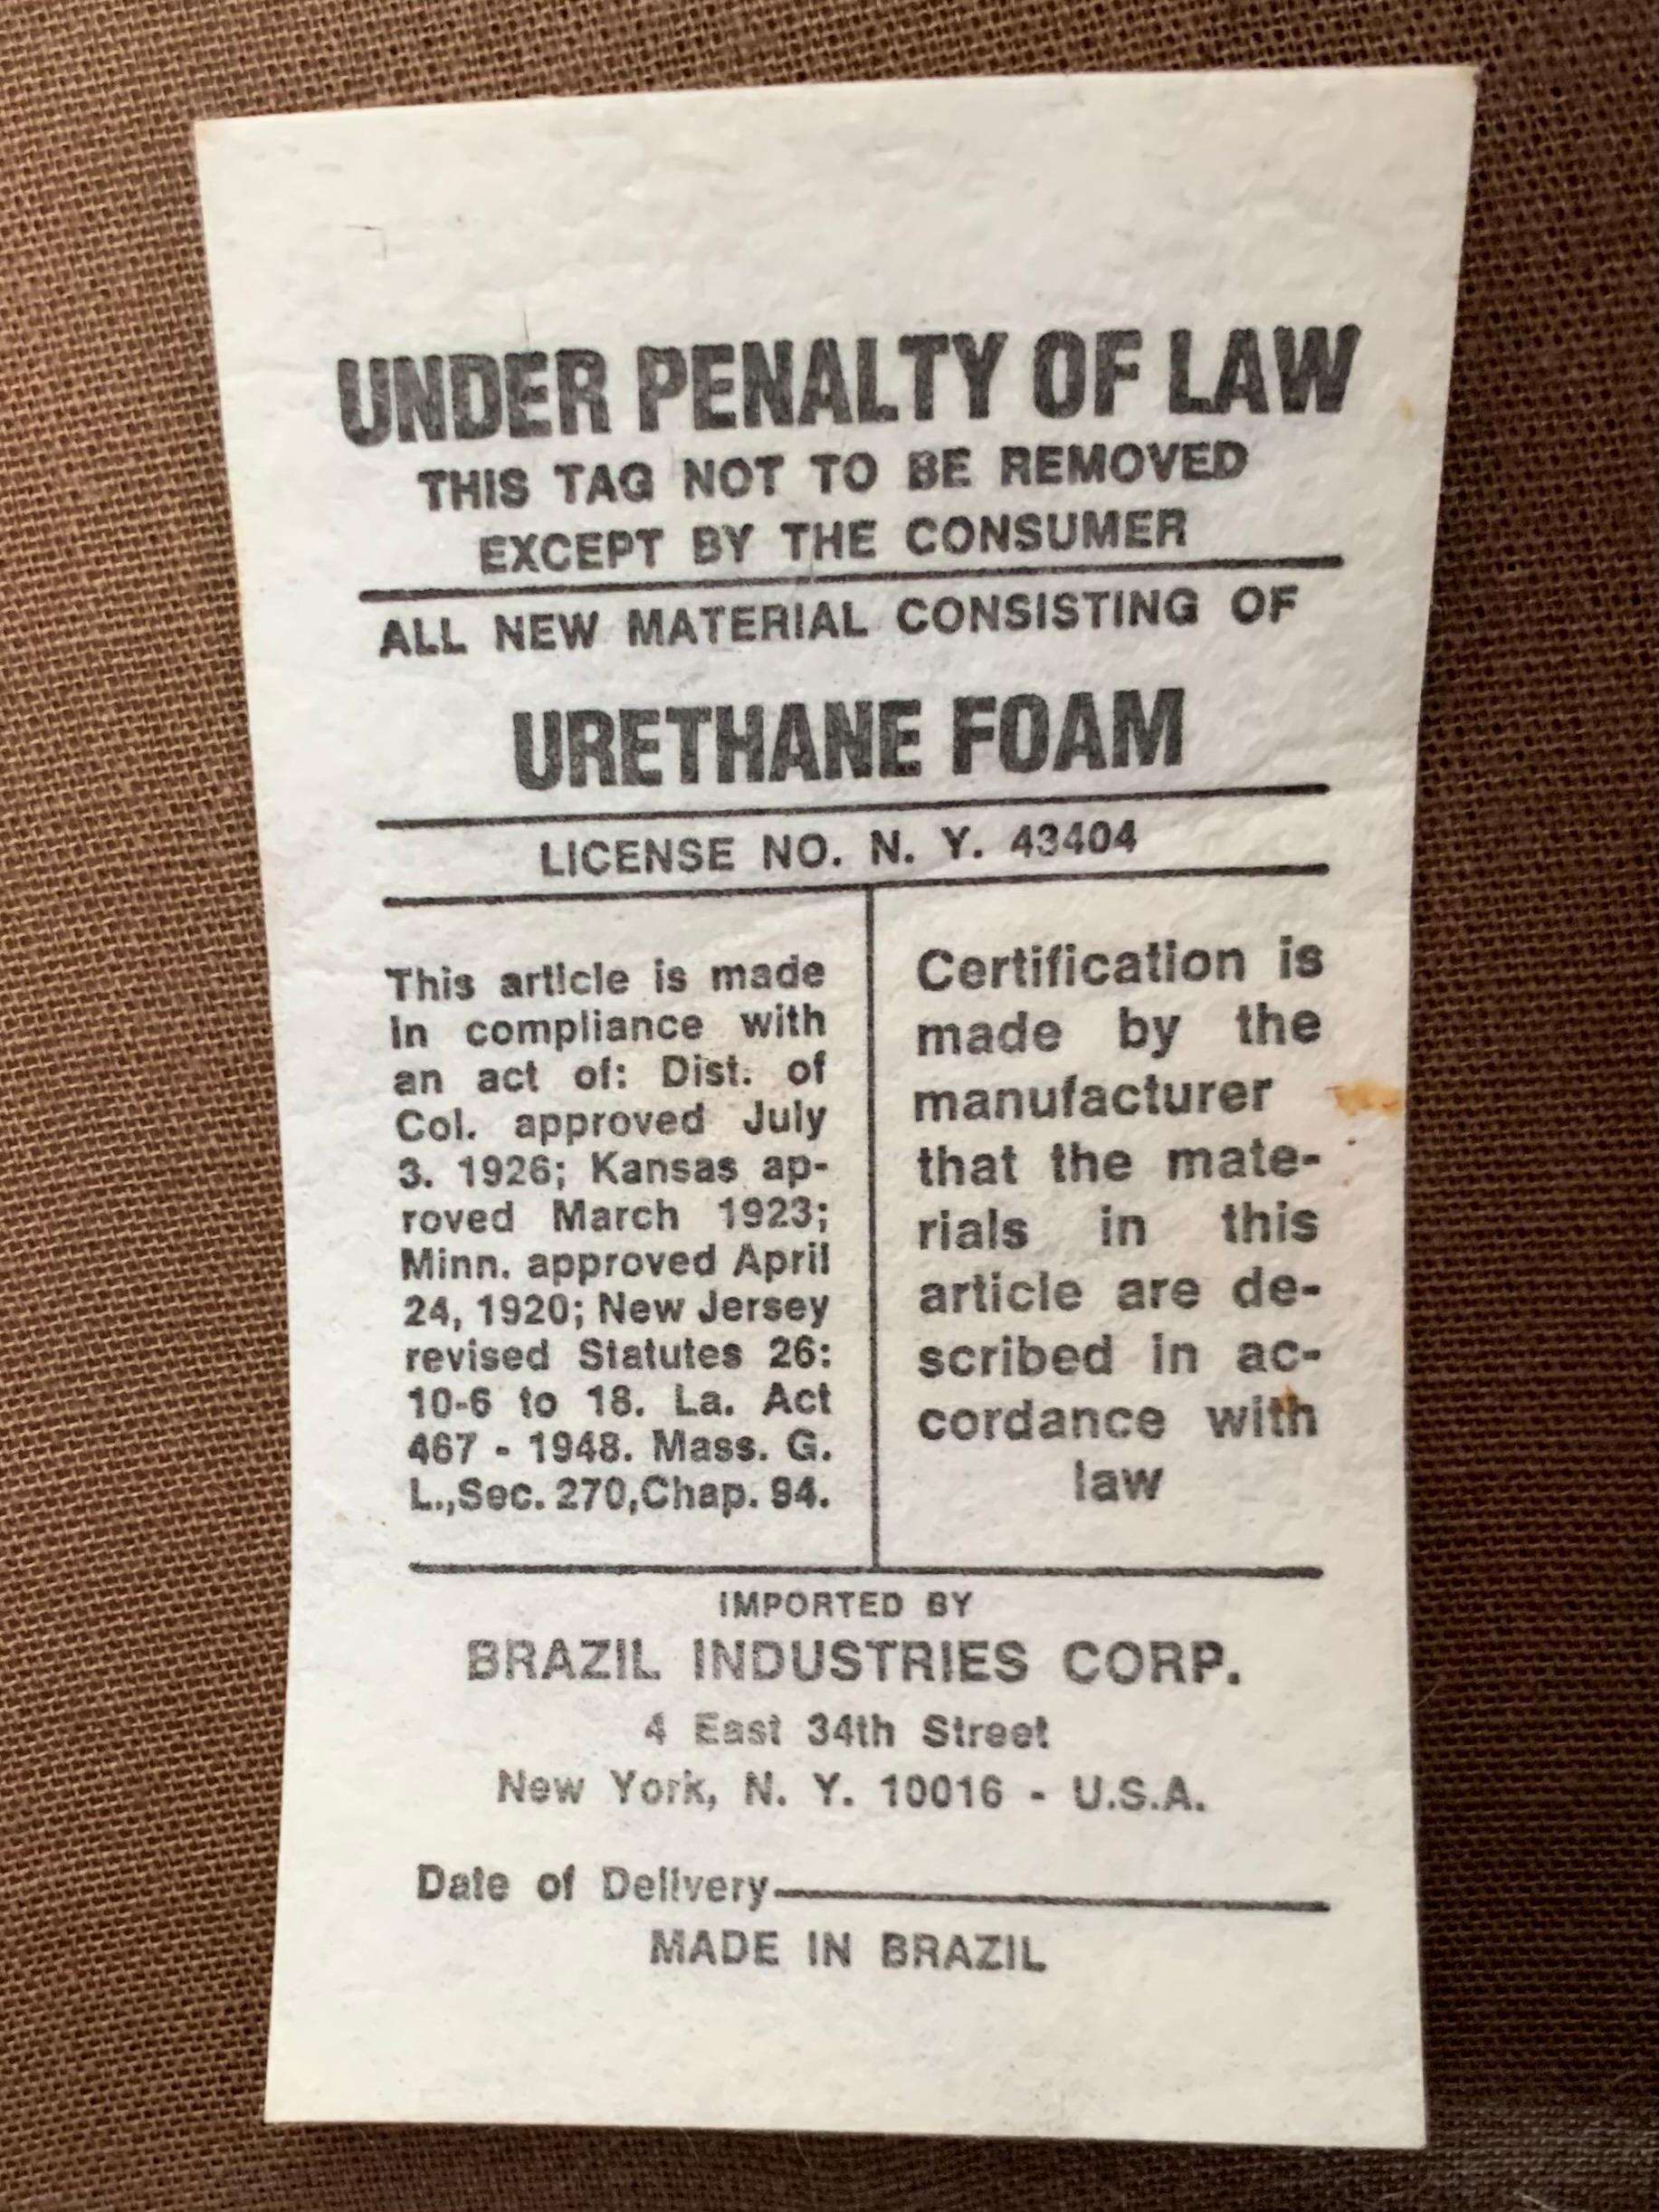 UNDER PENALTY OF LAW
THIS TAG NOT TO BE REMOVED
EXCEPT BY THE CONSUMER
ALL NEW MATERIAL CONSISTING OF
URETHANE FOAM
LICENSE NO. N. Y. 43404
This article is made
in compliance with
an act of: Dist. of
Col. approved July
3. 1926; Kansas ap-
roved March 1923;
Minn. approved April
24, 1920; New Jersey
revised Statutes 26:
10-6 to 18. La. Act
467 - 1948. Mass. G.
L.,Sec. 270,Chap. 94.
Certification is
made by the
manufacturer
that the mate-
rials in this
article are de-
scribed in ac-
cordance with
law
IMPORTED BY
BRAZIL INDUSTRIES CORP.
4 East 34th Street
New York, N. Y. 10016 - U.S.A.
Date of Delivery
MADE IN BRAZIL